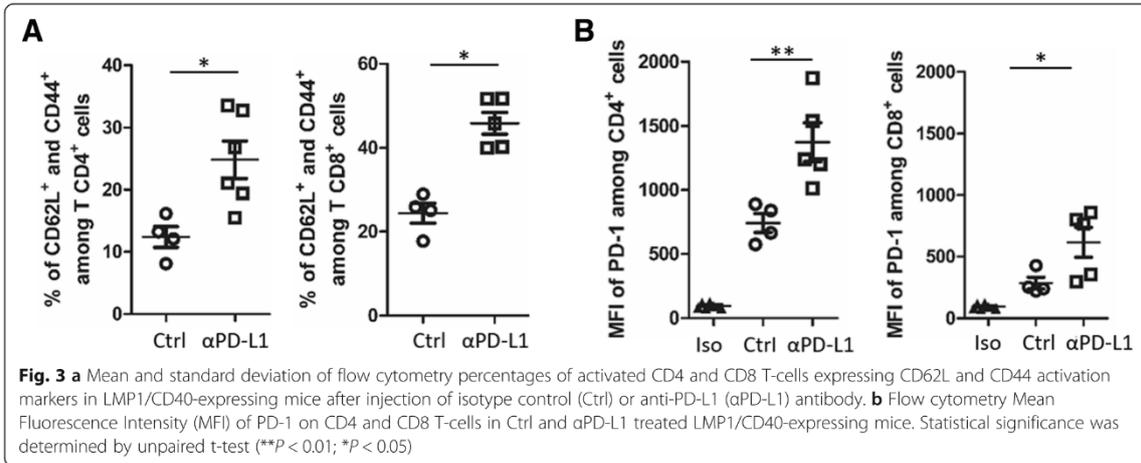 A
% of CD62L⁺ and CD44⁺
among T CD4⁺ cells
40
30
20
10
0
*
Ctrl αPD-L1
% of CD62L⁺ and CD44⁺
among T CD8⁺ cells
60
40
20
0
*
Ctrl αPD-L1
B
MFI of PD-1 among CD4⁺ cells
2000
1500
1000
500
0
**
Iso Ctrl αPD-L1
MFI of PD-1 among CD8⁺ cells
2000
1500
1000
500
0
*
Iso Ctrl αPD-L1
Fig. 3 a Mean and standard deviation of flow cytometry percentages of activated CD4 and CD8 T-cells expressing CD62L and CD44 activation
markers in LMP1/CD40-expressing mice after injection of isotype control (Ctrl) or anti-PD-L1 (αPD-L1) antibody. b Flow cytometry Mean
Fluorescence Intensity (MFI) of PD-1 on CD4 and CD8 T-cells in Ctrl and αPD-L1 treated LMP1/CD40-expressing mice. Statistical significance was
determined by unpaired t-test (**P < 0.01; *P < 0.05)